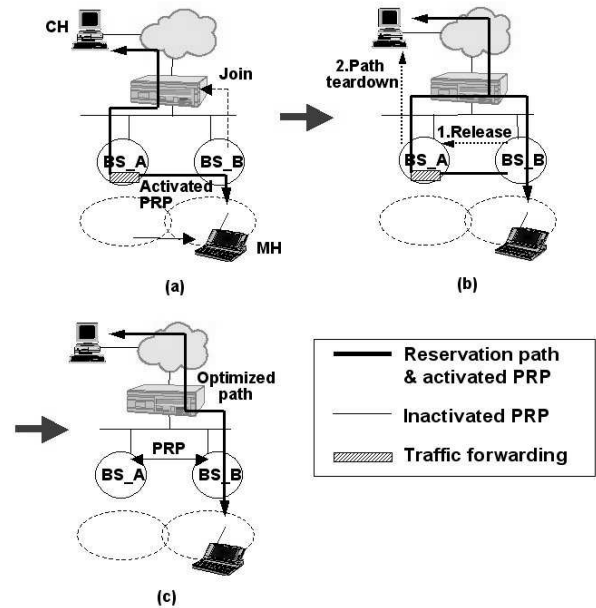 CH
Join
BS_A
BS_B
Activated
PRP
MH
(a)
2.Path
teardown
1.Release
BS_A
BS_B
(b)
Optimized
path
PRP
BS_A
BS_B
(c)
Reservation path
& activated PRP
Inactivated PRP
Traffic forwarding